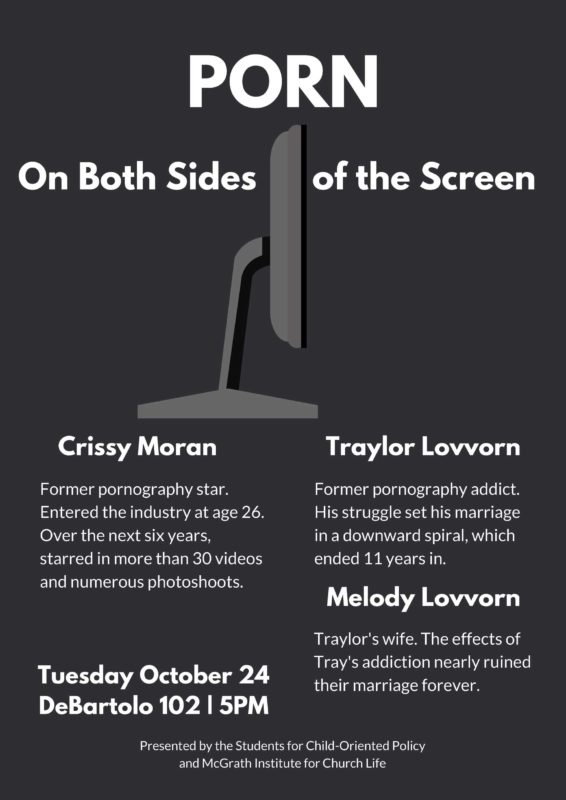 PORN
On Both Sides of the Screen
Crissy Moran
Former pornography star.
Entered the industry at age 26.
Over the next six years,
starred in more than 30 videos
and numerous photoshoots.
Traylor Lovvorn
Former pornography addict.
His struggle set his marriage
in a downward spiral, which
ended 11 years in.
Melody Lovvorn
Traylor's wife. The effects of
Tray's addiction nearly ruined
their marriage forever.
Tuesday October 24
DeBartolo 102 | 5PM
Presented by the Students for Child-Oriented Policy
and McGrath Institute for Church Life